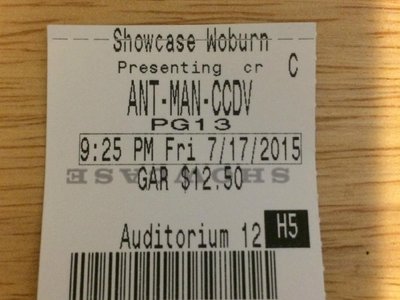 Showcase Woburn
Presenting cr C
ANT-MAN-CCDV
PG13
9:25 PM Fri 7/17/2015
SHOWCASE
GAR $12.50
Auditorium 12 H5